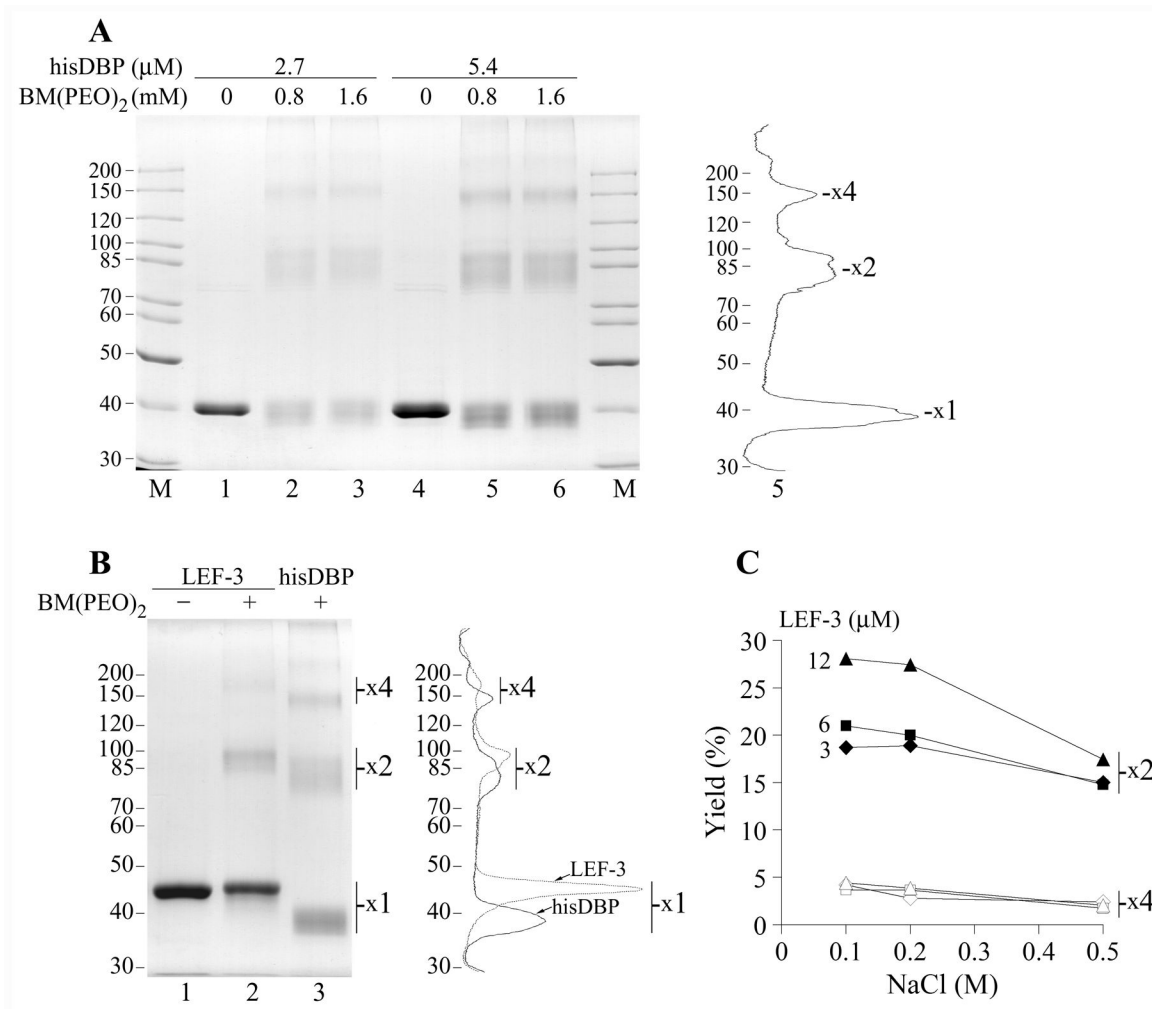 A
hisDBP (µM) 2.7 5.4
BM(PEO)2 (mM) 0 0.8 1.6 0 0.8 1.6
200 200
150 150 -x4
120 120
100 100
85 85 -x2
70 70
60 60
50 50
40 40 -x1
30 30
M 1 2 3 4 5 6 M 5
B
LEF-3 hisDBP
BM(PEO)2 – + +
200 200
150 -x4 150 -x4
120 120
100 100
85 -x2 85 -x2
70 70
60 60
50 50 LEF-3
40 -x1 40 hisDBP -x1
30 30
1 2 3
C
LEF-3 (µM)
30
12
25
6
20
3
15 -x2
10
5 -x4
0
Yield (%)
0 0.1 0.2 0.3 0.4 0.5
NaCl (M)